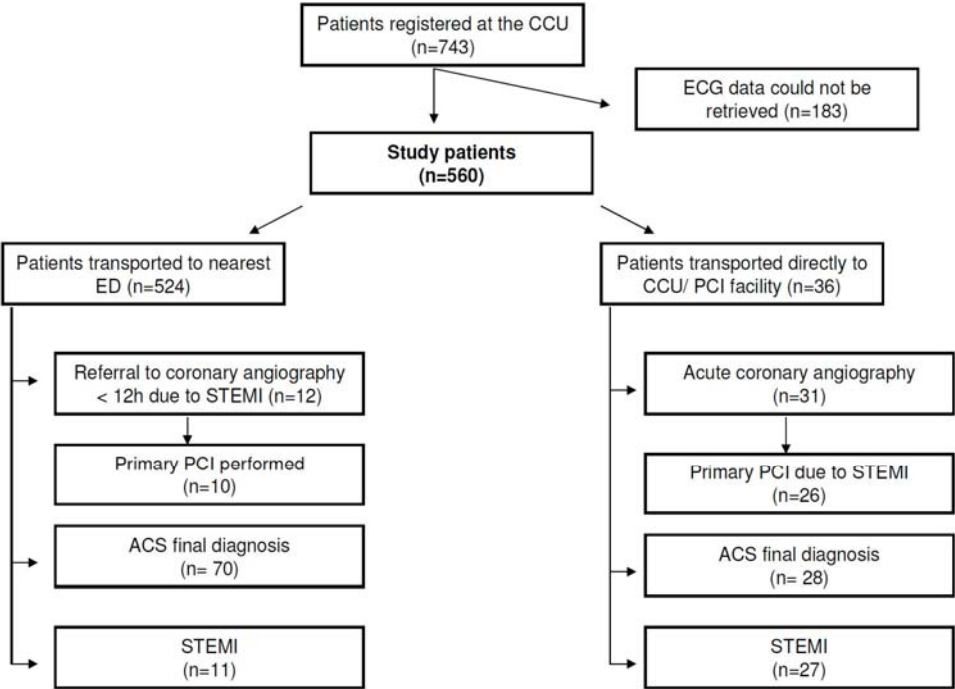 Patients registered at the CCU
(n=743)
ECG data could not be
retrieved (n=183)
Study patients
(n=560)
Patients transported to nearest
ED (n=524)
Patients transported directly to
CCU/ PCI facility (n=36)
Referral to coronary angiography
< 12h due to STEMI (n=12)
Acute coronary angiography
(n=31)
Primary PCI performed
(n=10)
Primary PCI due to STEMI
(n=26)
ACS final diagnosis
(n= 70)
ACS final diagnosis
(n= 28)
STEMI
(n=11)
STEMI
(n=27)